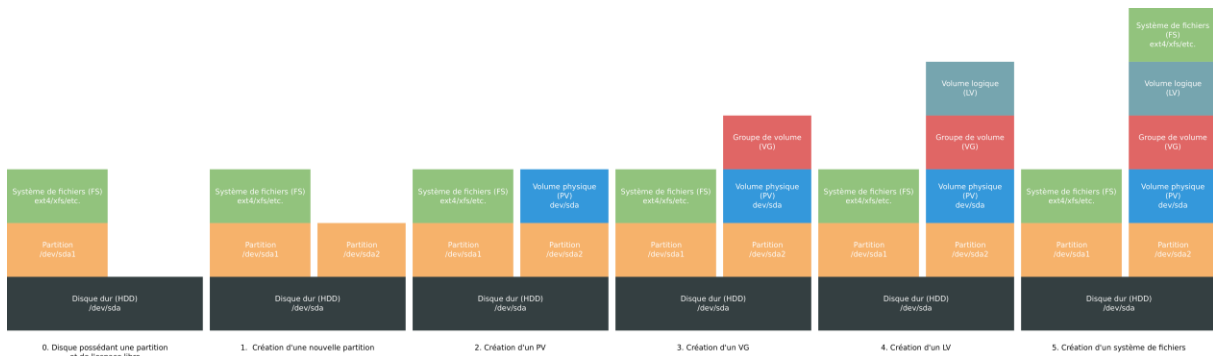 Système de fichiers (FS)
ext4/xfs/etc.
Partition
/dev/sda1
Disque dur (HDD)
/dev/sda
0. Disque possédant une partition
et de l'espace libre
Système de fichiers (FS)
ext4/xfs/etc.
Partition
/dev/sda1
Partition
/dev/sda2
Disque dur (HDD)
/dev/sda
1. Création d'une nouvelle partition
Système de fichiers (FS)
ext4/xfs/etc.
Volume physique
(PV)
dev/sda
Partition
/dev/sda1
Partition
/dev/sda2
Disque dur (HDD)
/dev/sda
2. Création d'un PV
Groupe de volume
(VG)
Système de fichiers (FS)
ext4/xfs/etc.
Volume physique
(PV)
dev/sda
Partition
/dev/sda1
Partition
/dev/sda2
Disque dur (HDD)
/dev/sda
3. Création d'un VG
Volume logique
(LV)
Groupe de volume
(VG)
Système de fichiers (FS)
ext4/xfs/etc.
Volume physique
(PV)
dev/sda
Partition
/dev/sda1
Partition
/dev/sda2
Disque dur (HDD)
/dev/sda
4. Création d'un LV
Système de fichiers
(FS)
ext4/xfs/etc.
Volume logique
(LV)
Groupe de volume
(VG)
Système de fichiers (FS)
ext4/xfs/etc.
Volume physique
(PV)
dev/sda
Partition
/dev/sda1
Partition
/dev/sda2
Disque dur (HDD)
/dev/sda
5. Création d'un système de fichiers